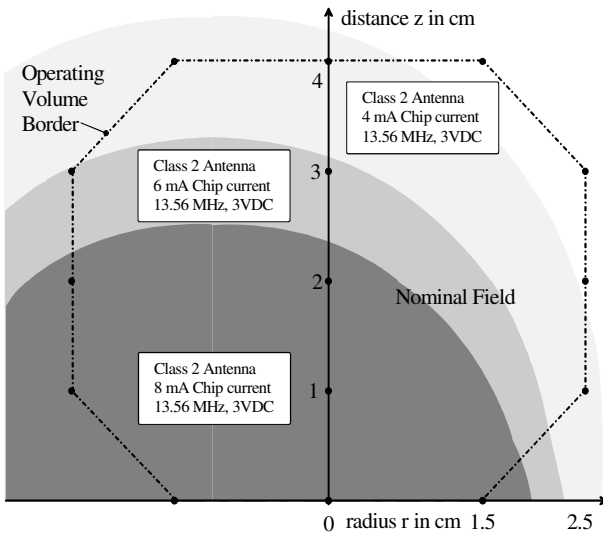 distance z in cm
Operating
Volume
Border
4
Class 2 Antenna
4 mA Chip current
13.56 MHz, 3VDC
Class 2 Antenna
6 mA Chip current
13.56 MHz, 3VDC
3
2
Nominal Field
Class 2 Antenna
8 mA Chip current
13.56 MHz, 3VDC
1
0
radius r in cm
1.5
2.5